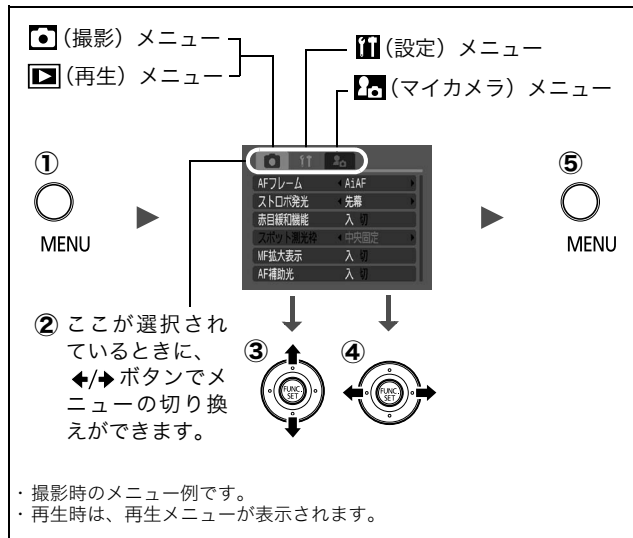 (撮影)メニュー
(再生)メニュー
(設定)メニュー
(マイカメラ)メニュー
① MENU
AFフレーム AiAF
ストロボ発光 先幕
赤目緩和機能 入 切
スポット測光枠 中央固定
MF拡大表示 入 切
AF補助光 入 切
⑤ MENU
② ここが選択され
ているときに、
←/→ ボタンでメ
ニューの切り換
えができます。
③ FUNC. SET
④ FUNC. SET
・撮影時のメニュー例です。
・再生時は、再生メニューが表示されます。